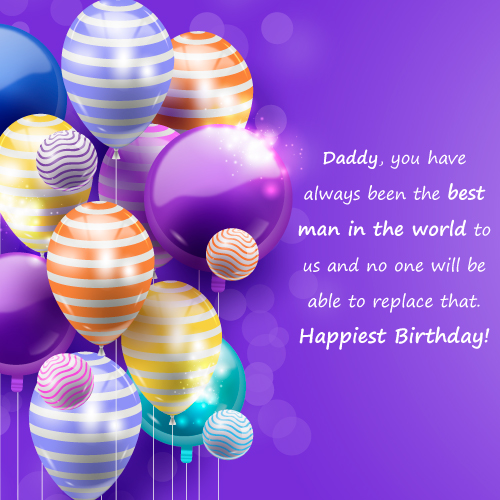 Daddy, you have
always been the best
man in the world to
us and no one will be
able to replace that.
Happiest Birthday!